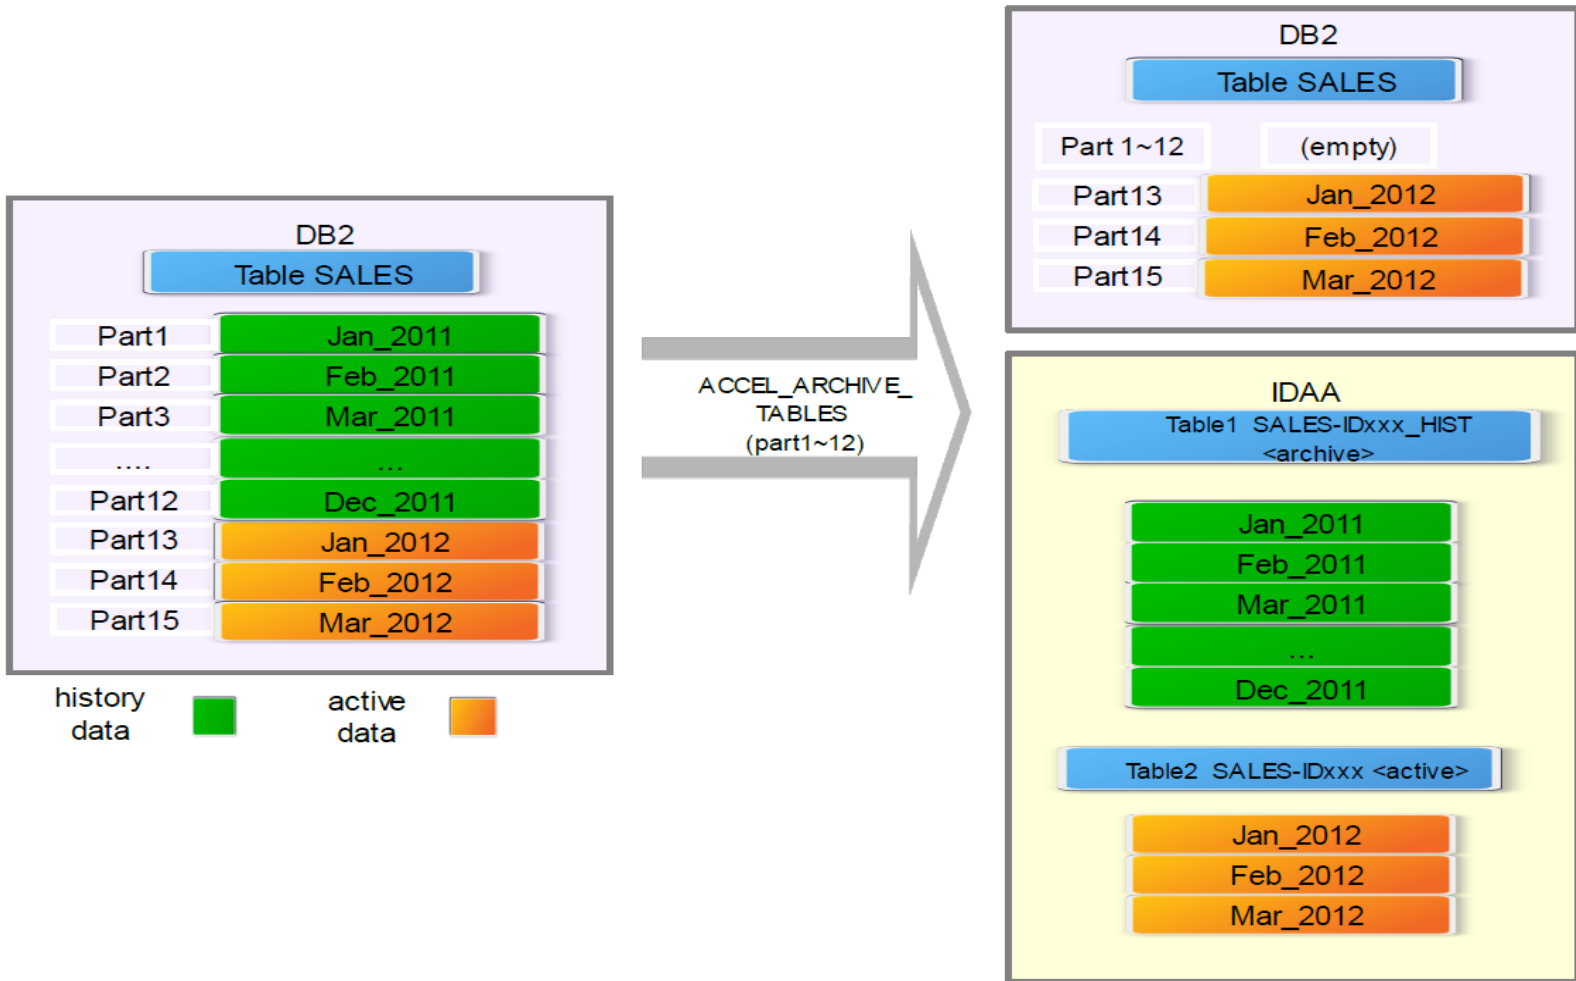 DB2
Table SALES
Part1 Jan_2011
Part2 Feb_2011
Part3 Mar_2011
.... ...
Part12 Dec_2011
Part13 Jan_2012
Part14 Feb_2012
Part15 Mar_2012
history
data
active
data
ACCEL_ARCHIVE_
TABLES
(part1~12)
DB2
Table SALES
Part 1~12 (empty)
Part13 Jan_2012
Part14 Feb_2012
Part15 Mar_2012
IDAA
Table1 SALES-IDxxx_HIST
<archive>
Jan_2011
Feb_2011
Mar_2011
...
Dec_2011
Table2 SALES-IDxxx <active>
Jan_2012
Feb_2012
Mar_2012